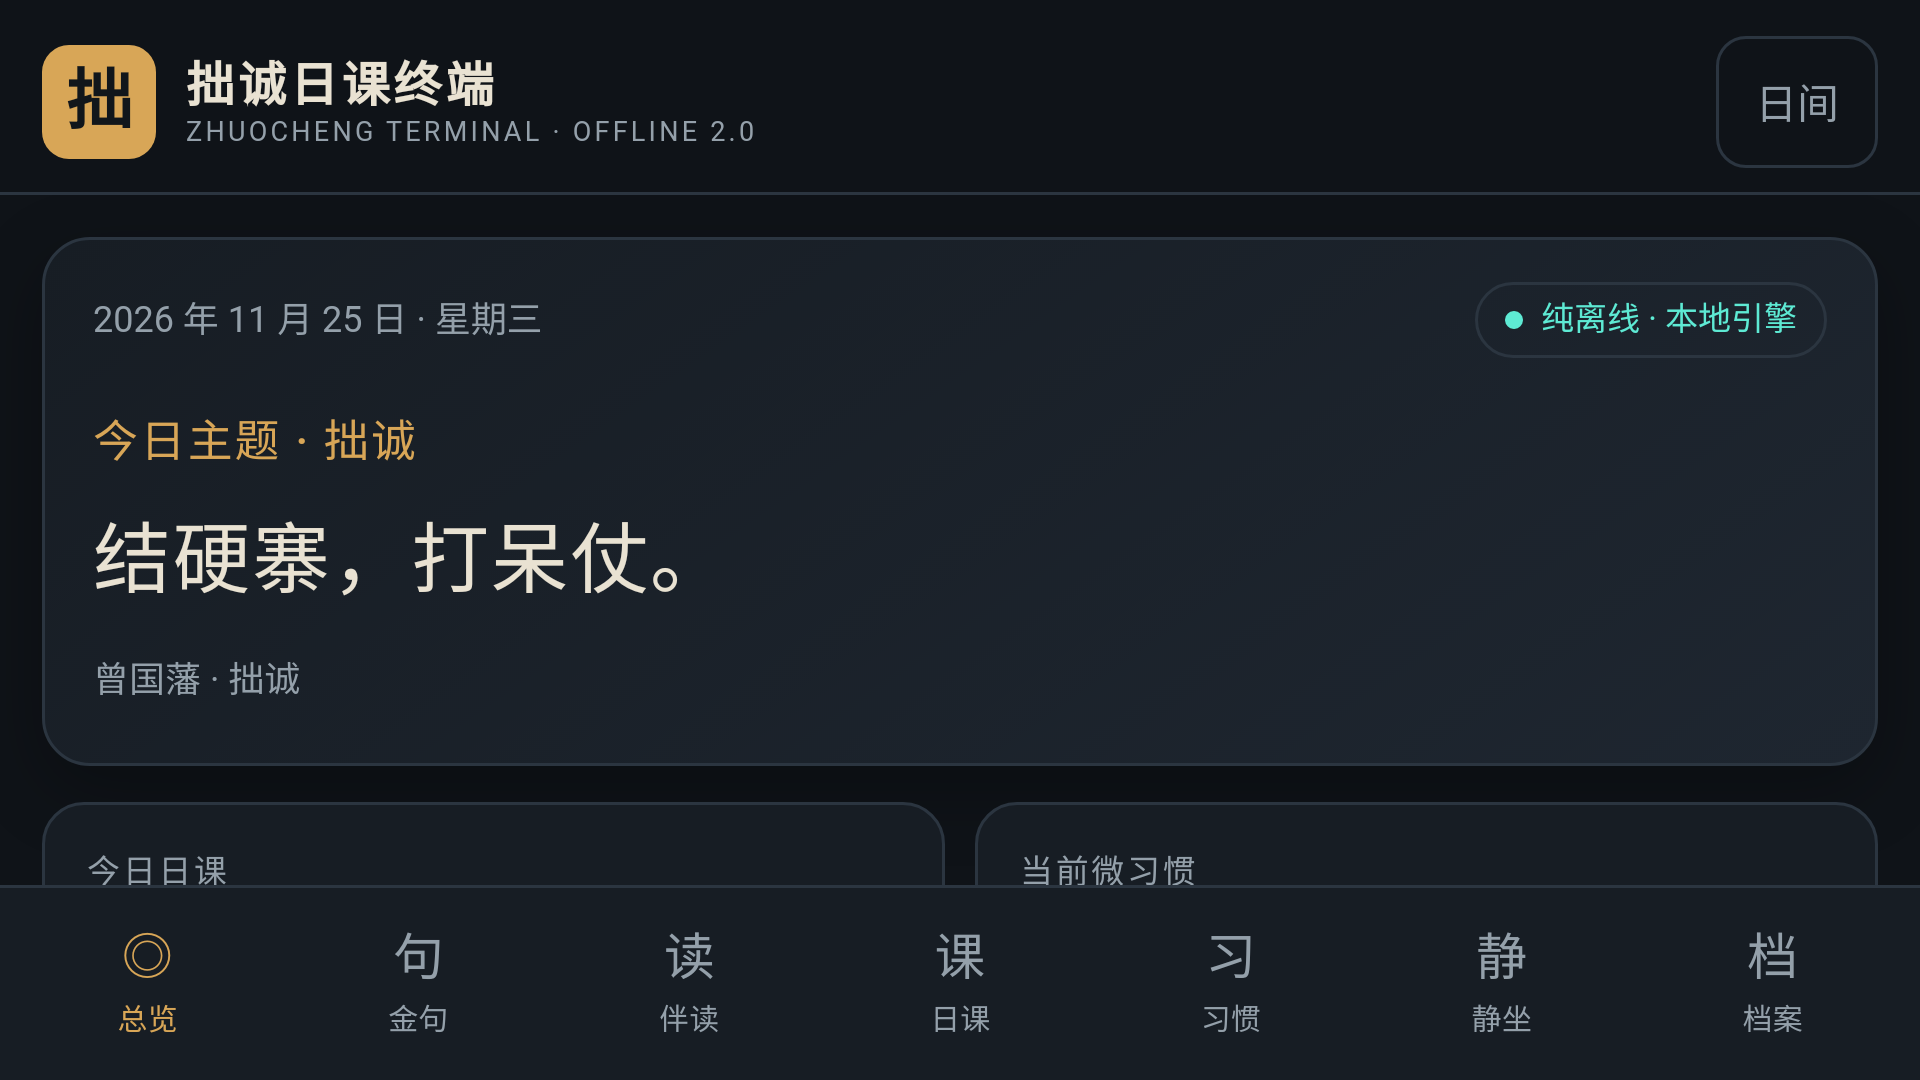 拙
拙诚日课终端
ZHUOCHENG TERMINAL · OFFLINE 2.0
日间
2026 年 11 月 25 日 · 星期三
纯离线 · 本地引擎
今日主题 · 拙诚
结硬寨，打呆仗。
曾国藩 · 拙诚
今日日课
当前微习惯
◎
总览
句
金句
读
伴读
课
日课
习
习惯
静
静坐
档
档案